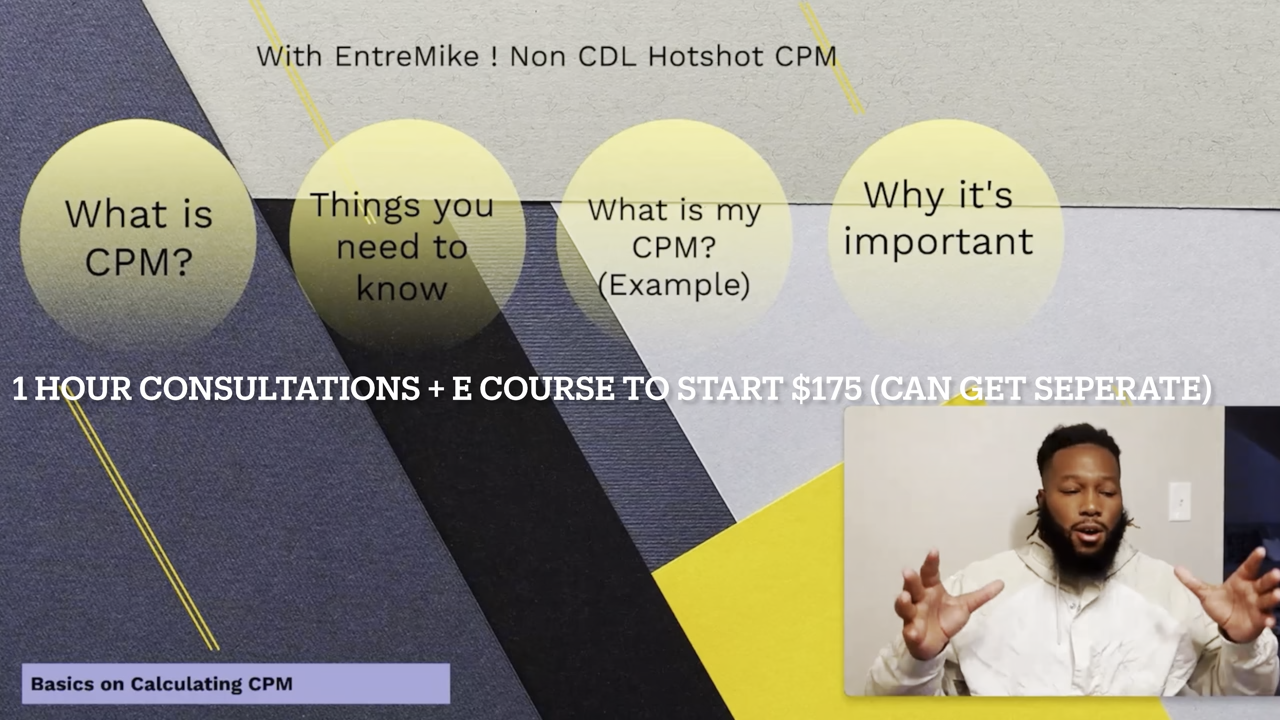 With EntreMike ! Non CDL Hotshot CPM
What is
CPM?
Things you
need to
know
What is my
CPM?
(Example)
Why it's
important
1 HOUR CONSULTATIONS + E COURSE TO START $175 (CAN GET SEPERATE)
Basics on Calculating CPM